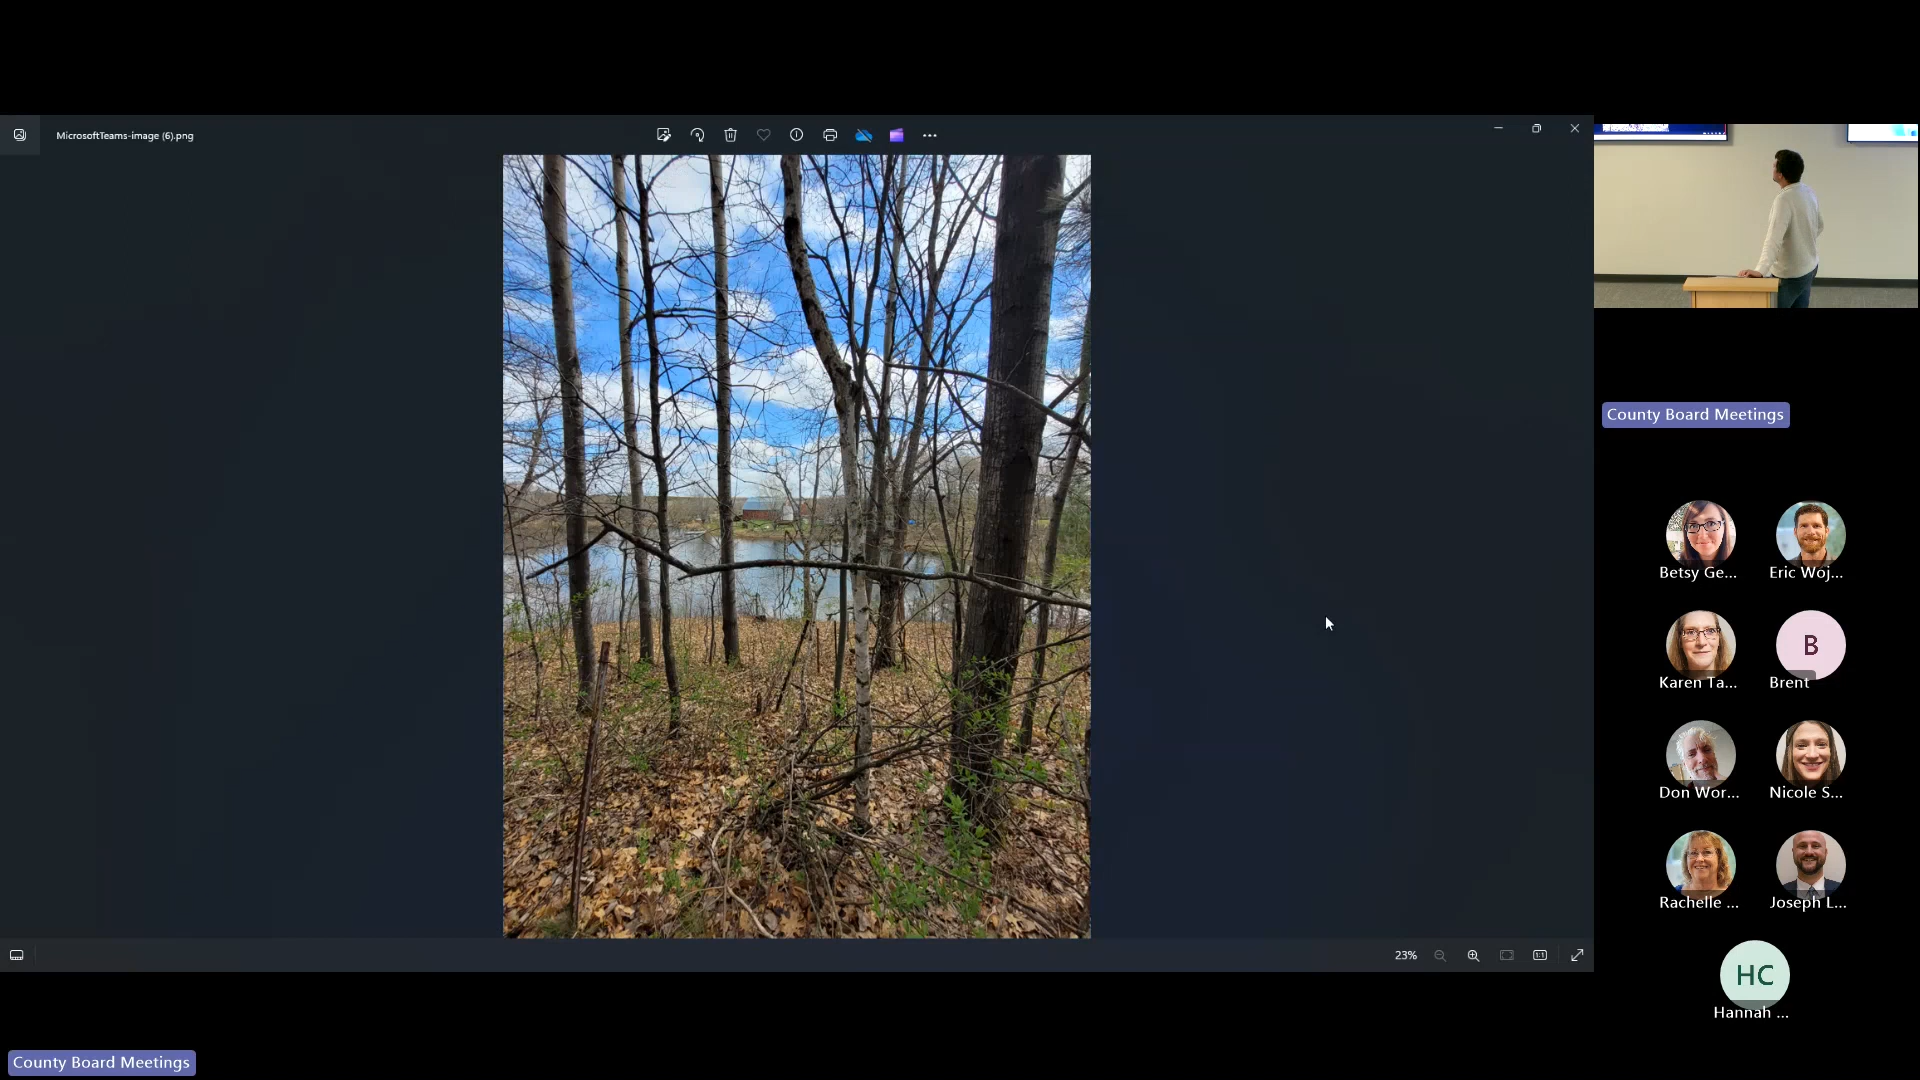 MicrosoftTeams-image (6).png
County Board Meetings
Betsy Ge...
Eric Woj...
Karen Ta...
B
Brent
Don Wor...
Nicole S...
Rachelle ...
Joseph L...
HC
Hannah ...
23%
County Board Meetings